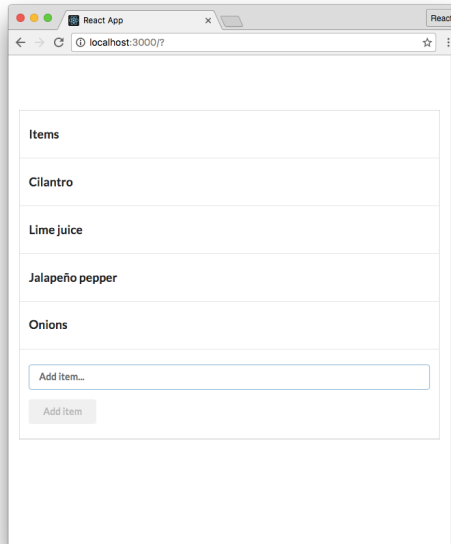 React App
React
localhost:3000/?
Items
Cilantro
Lime juice
Jalapeño pepper
Onions
Add item...
Add item